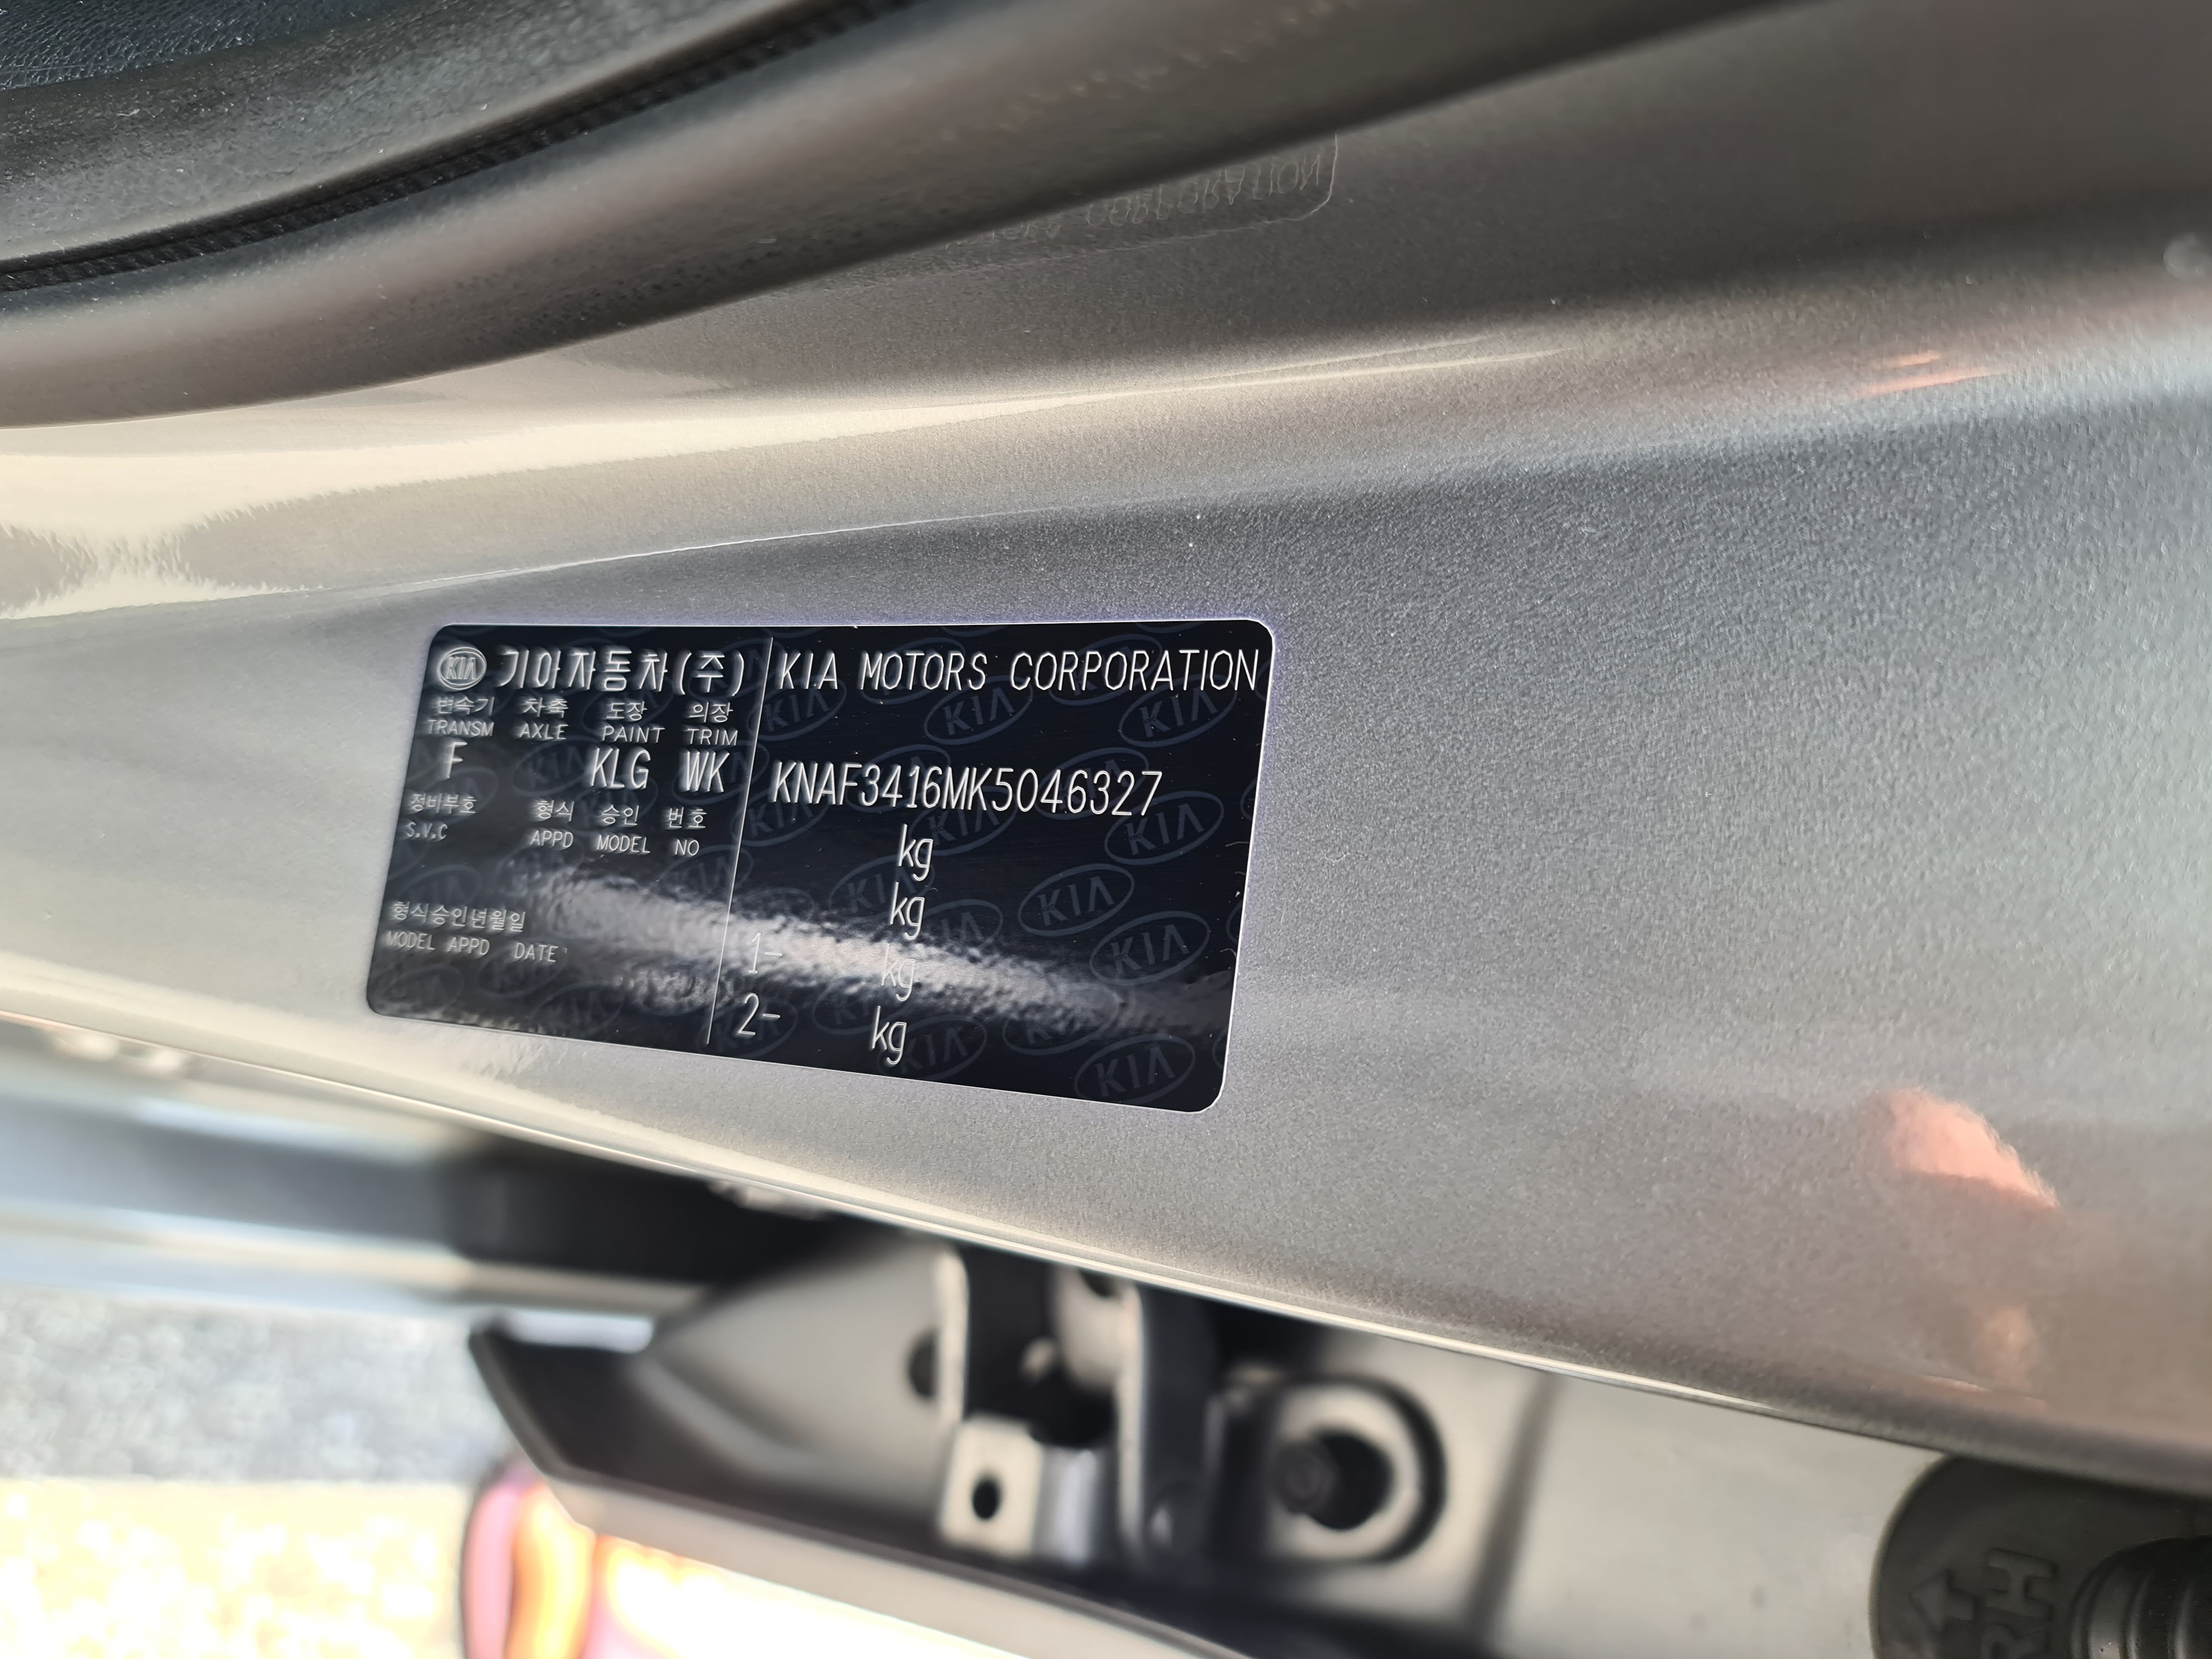 KIA 기아자동차(주) KIA MOTORS CORPORATION
변속기 차축 도장 의장
TRANSM AXLE PAINT TRIM
F KLG WK
KNAF3416MK5046327
정비부호 형식 승인 번호
S.V.C APPD MODEL NO
kg
kg
형식승인년월일
MODEL APPD DATE
1- kg
2- kg
RH